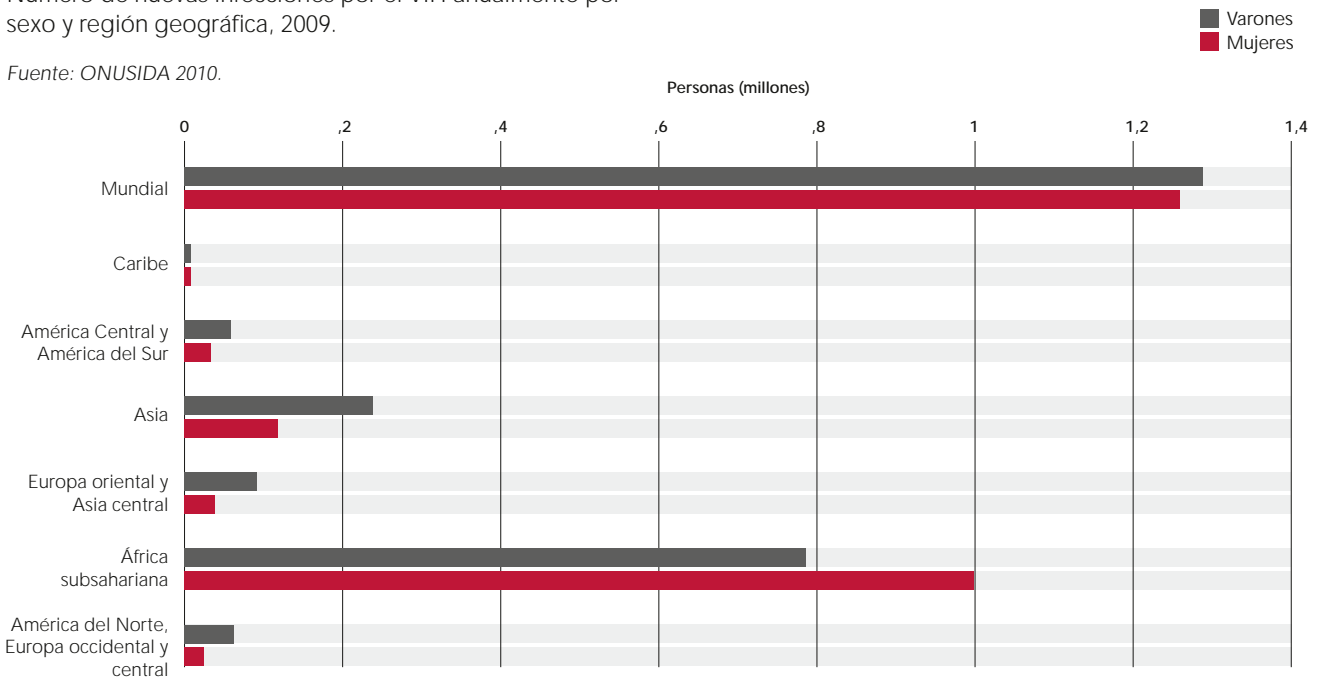 sexo y región geográfica, 2009.
Fuente: ONUSIDA 2010.
Varones
Mujeres
Personas (millones)
0 ,2 ,4 ,6 ,8 1 1,2 1,4
Mundial
Caribe
América Central y
América del Sur
Asia
Europa oriental y
Asia central
África
subsahariana
América del Norte,
Europa occidental y
central